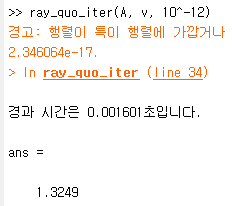 >> ray_quo_iter(A, v, 10^-12)
경고: 행렬이 특이 행렬에 가깝거나
2.346064e-17.
> In ray_quo_iter (line 34)
경과 시간은 0.001601초입니다.
ans =
1.3249